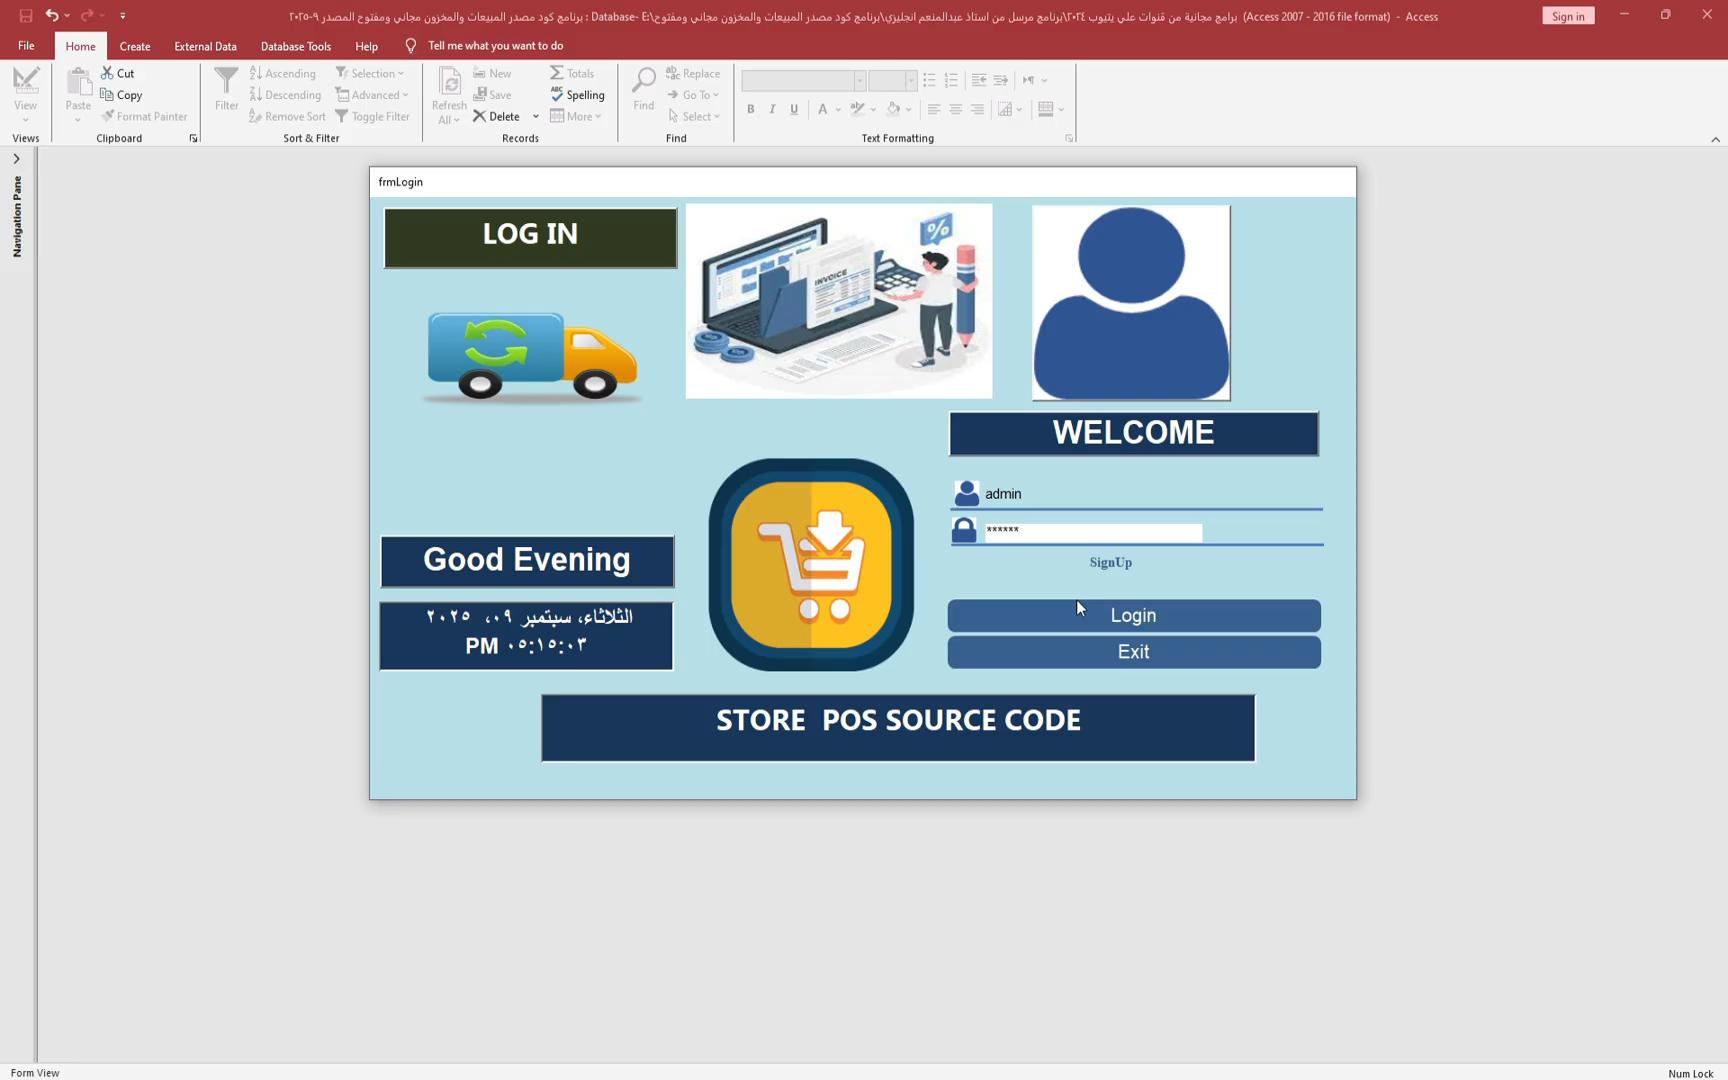 برنامج كود مصدر المبيعات والمخزون مجاني ومفتوح المصدر ٩-٢٠٢٥ : Database- E:\برامج مجانية من قنوات علي يتيوب ٢٠٢٤\برنامج مرسل من استاذ عبدالمنعم انجليزي\برنامج كود مصدر المبيعات والمخزون مجاني ومفتوح (Access 2007 - 2016 file format) - Access
Sign in
File Home Create External Data Database Tools Help Tell me what you want to do
View
Views
Paste
Cut
Copy
Format Painter
Clipboard
Filter
Ascending
Descending
Remove Sort
Selection
Advanced
Toggle Filter
Sort & Filter
Refresh
All
New
Save
Delete
Totals
Spelling
More
Records
Find
Replace
Go To
Select
Find
B I U A
Text Formatting
Navigation Pane
frmLogin
LOG IN
INVOICE
%
WELCOME
admin
******
SignUp
Good Evening
الثلاثاء، سبتمبر ٠٩، ٢٠٢٥
٠٥:١٥:٠٣ PM
Login
Exit
STORE POS SOURCE CODE
Form View
Num Lock